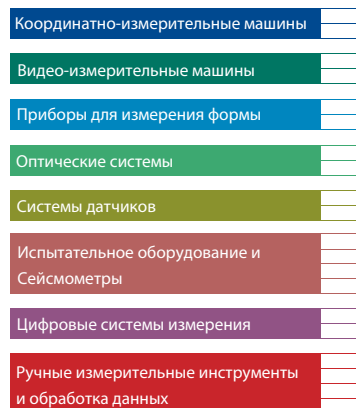 Координатно-измерительные машины
Видео-измерительные машины
Приборы для измерения формы
Оптические системы
Системы датчиков
Испытательное оборудование и
Сейсмометры
Цифровые системы измерения
Ручные измерительные инструменты
и обработка данных